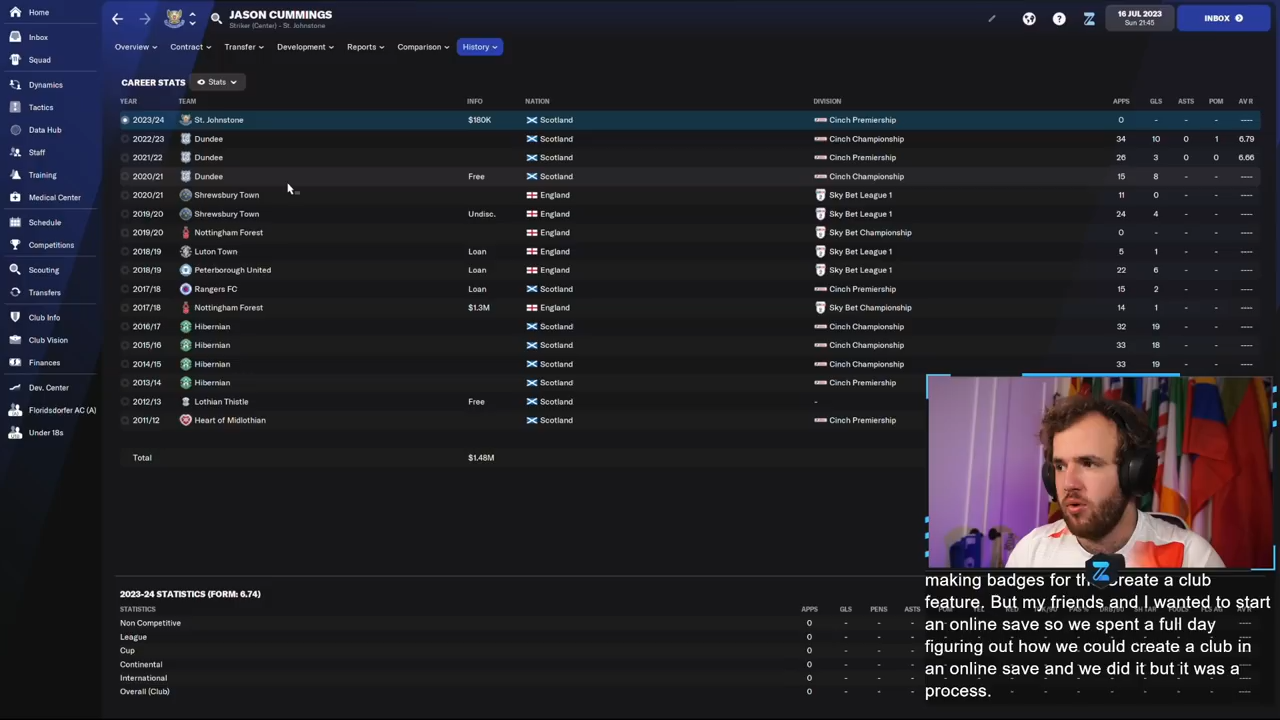 Home
Inbox
Squad
Dynamics
Tactics
Data Hub
Staff
Training
Medical Center
Schedule
Competitions
Scouting
Transfers
Club Info
Club Vision
Finances
Dev. Center
Floridsdorfer AC (A)
Under 18s
JASON CUMMINGS
Striker (Center) - St. Johnstone
16 JUL 2023
Sun 21:45
INBOX
Overview Contract Transfer Development Reports Comparison History
CAREER STATS Stats
YEAR TEAM INFO NATION DIVISION APPS GLS ASTS POM AV R
2023/24 St. Johnstone $180K Scotland Cinch Premiership 0 - - - ----
2022/23 Dundee Scotland Cinch Championship 34 10 0 1 6.79
2021/22 Dundee Scotland Cinch Premiership 26 3 0 0 6.66
2020/21 Dundee Free Scotland Cinch Championship 15 8 - - ----
2020/21 Shrewsbury Town England Sky Bet League 1 11 0 - - ----
2019/20 Shrewsbury Town Undisc. England Sky Bet League 1 24 4 - - ----
2019/20 Nottingham Forest England Sky Bet Championship 0 - - - ----
2018/19 Luton Town Loan England Sky Bet League 1 5 1 - - ----
2018/19 Peterborough United Loan England Sky Bet League 1 22 6 - - ----
2017/18 Rangers FC Loan Scotland Cinch Premiership 15 2 - - ----
2017/18 Nottingham Forest $1.3M England Sky Bet Championship 14 1 - - ----
2016/17 Hibernian Scotland Cinch Championship 32 19 - - ----
2015/16 Hibernian Scotland Cinch Championship 33 18 - - ----
2014/15 Hibernian Scotland Cinch Championship 33 19 - - ----
2013/14 Hibernian Scotland Cinch Premiership
2012/13 Lothian Thistle Free Scotland -
2011/12 Heart of Midlothian Scotland Cinch Premiership
Total $1.48M
2023-24 STATISTICS (FORM: 6.74)
STATISTICS APPS GLS PENS ASTS
Non Competitive 0 - - -
League 0 - - -
Cup 0 - - -
Continental 0 - - -
International 0 - - -
Overall (Club) 0 - - -
making badges for the Create a club
feature. But my friends and I wanted to start
an online save so we spent a full day
figuring out how we could create a club in
an online save and we did it but it was a
process.